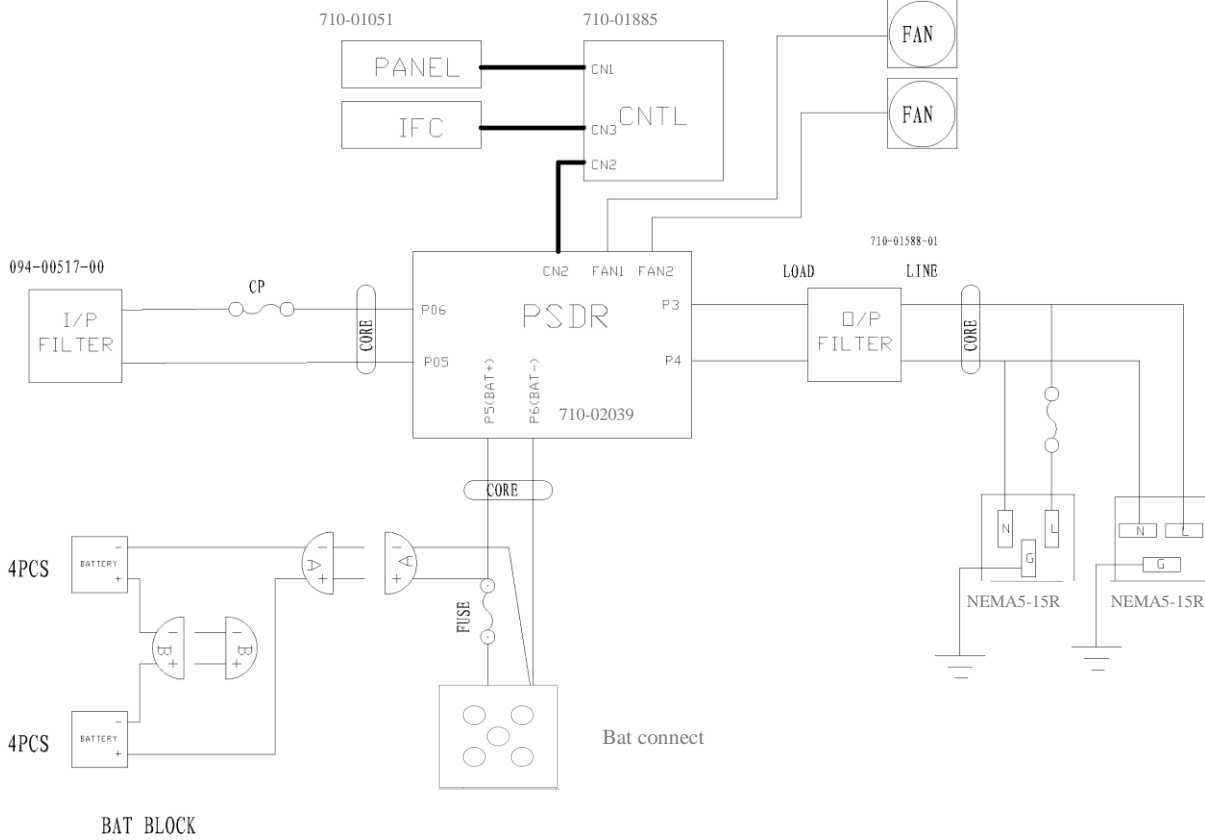 710-01051
710-01885
FAN
PANEL
CN1
CNTL
IFC
CN3
CN2
FAN
094-00517-00
CP
CORE
I/P
FILTER
CN2 FAN1 FAN2
PSDR
P06
P05
P3
P4
P5(BAT+)
P6(BAT-)
710-02039
710-01588-01
LOAD
LINE
O/P
FILTER
CORE
CORE
N
L
G
NEMA5-15R
N
L
G
NEMA5-15R
4PCS
BATTERY
-
+
-
A
+
-
A
+
-
B
+
-
B
+
FUSE
4PCS
BATTERY
-
+
Bat connect
BAT BLOCK